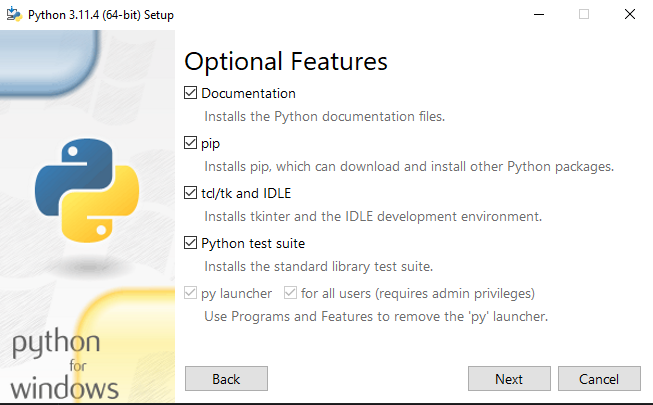 Python 3.11.4 (64-bit) Setup
Optional Features
Documentation
Installs the Python documentation files.
pip
Installs pip, which can download and install other Python packages.
tcl/tk and IDLE
Installs tkinter and the IDLE development environment.
Python test suite
Installs the standard library test suite.
py launcher for all users (requires admin privileges)
Use Programs and Features to remove the 'py' launcher.
python
for
windows
Back Next Cancel